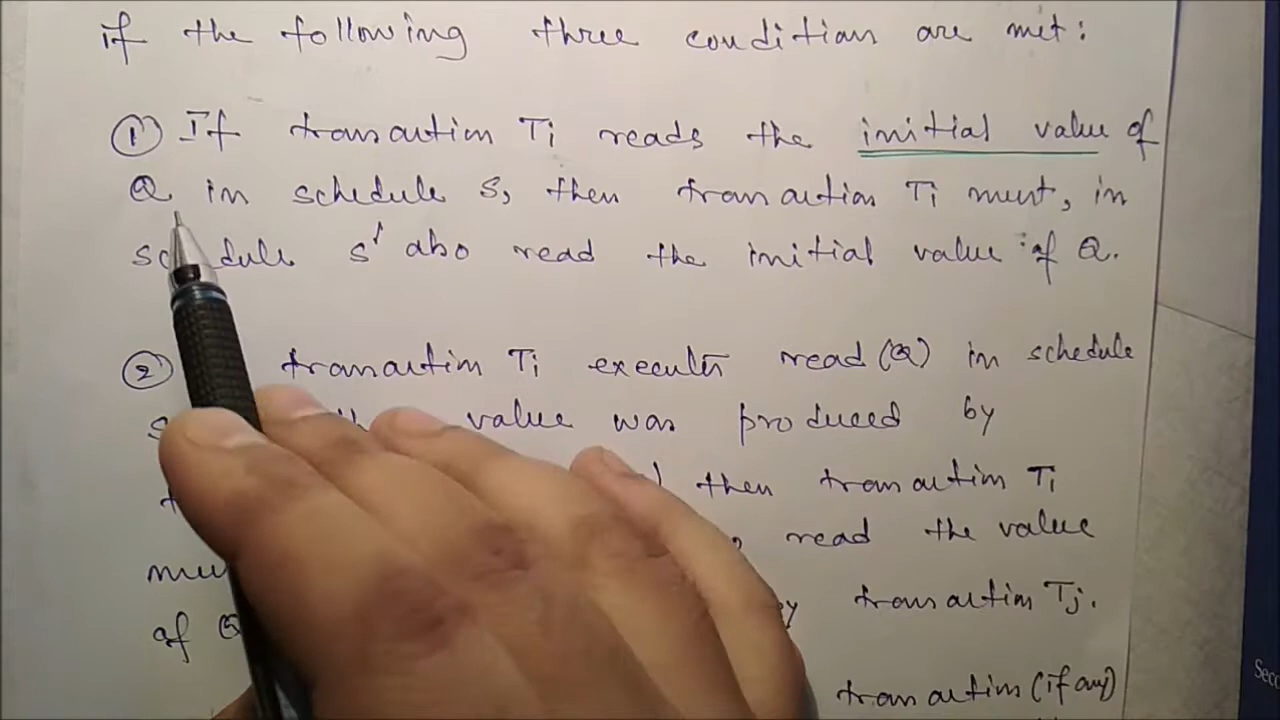 if the following three condition are met:
① If transaction Ti reads the initial value of
Q in schedule S, then transaction Ti must, in
schedule S' also read the initial value of Q.
② transaction Ti executes read(Q) in schedule
value was produced by
then transaction Ti
, read the value
of Q transaction Tj.
transaction (if any)